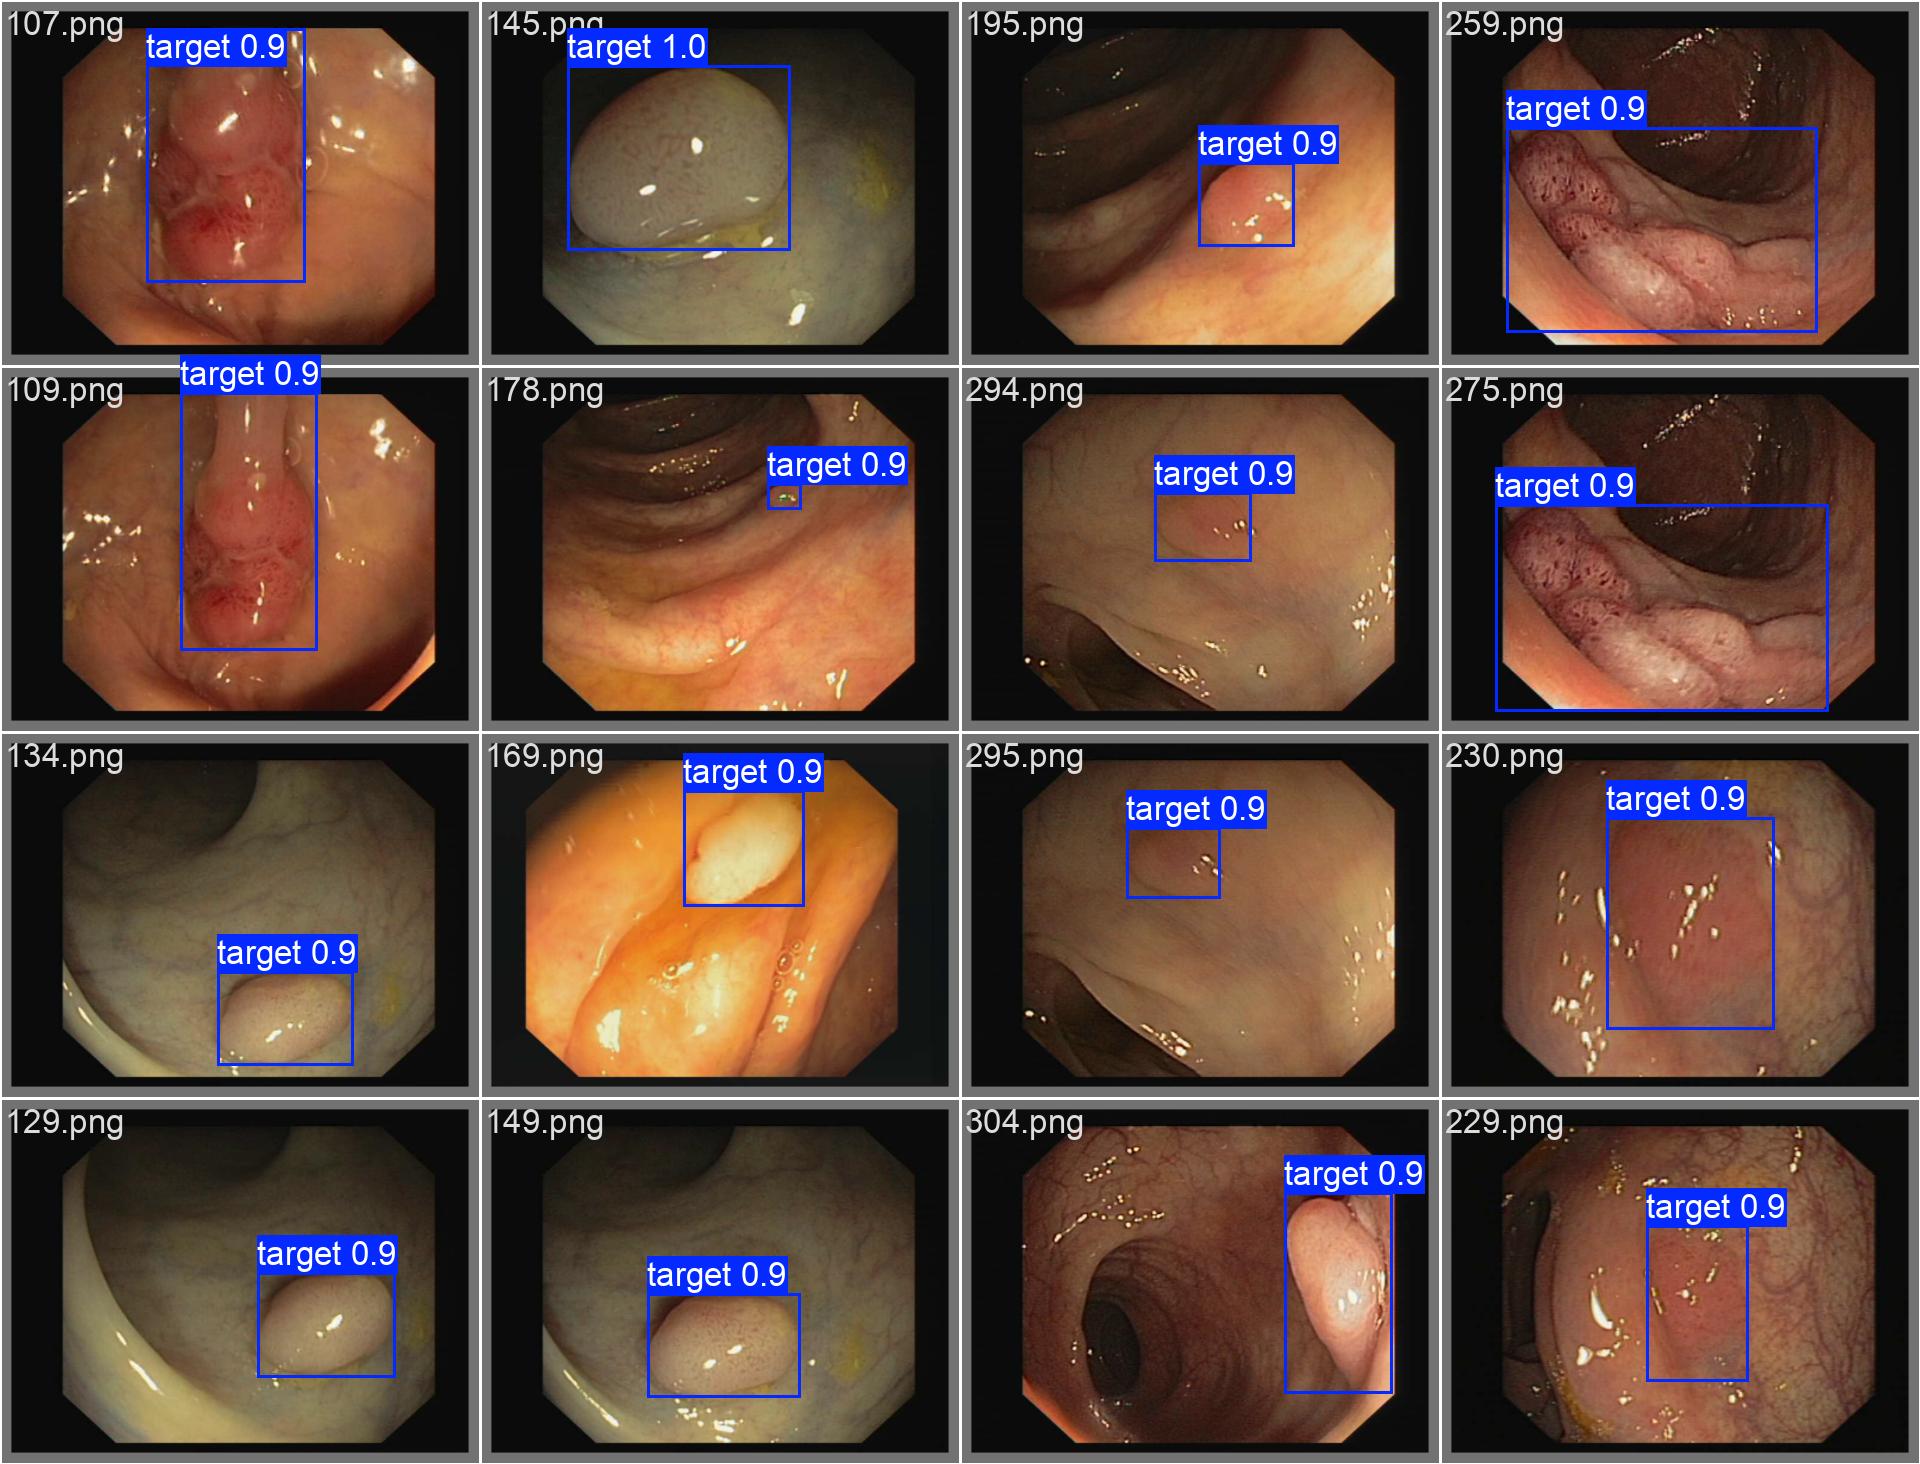 107.png
target 0.9
145.png
target 1.0
195.png
target 0.9
259.png
target 0.9
109.png
target 0.9
178.png
target 0.9
294.png
target 0.9
275.png
target 0.9
134.png
target 0.9
169.png
target 0.9
295.png
target 0.9
230.png
target 0.9
129.png
target 0.9
149.png
target 0.9
304.png
target 0.9
229.png
target 0.9